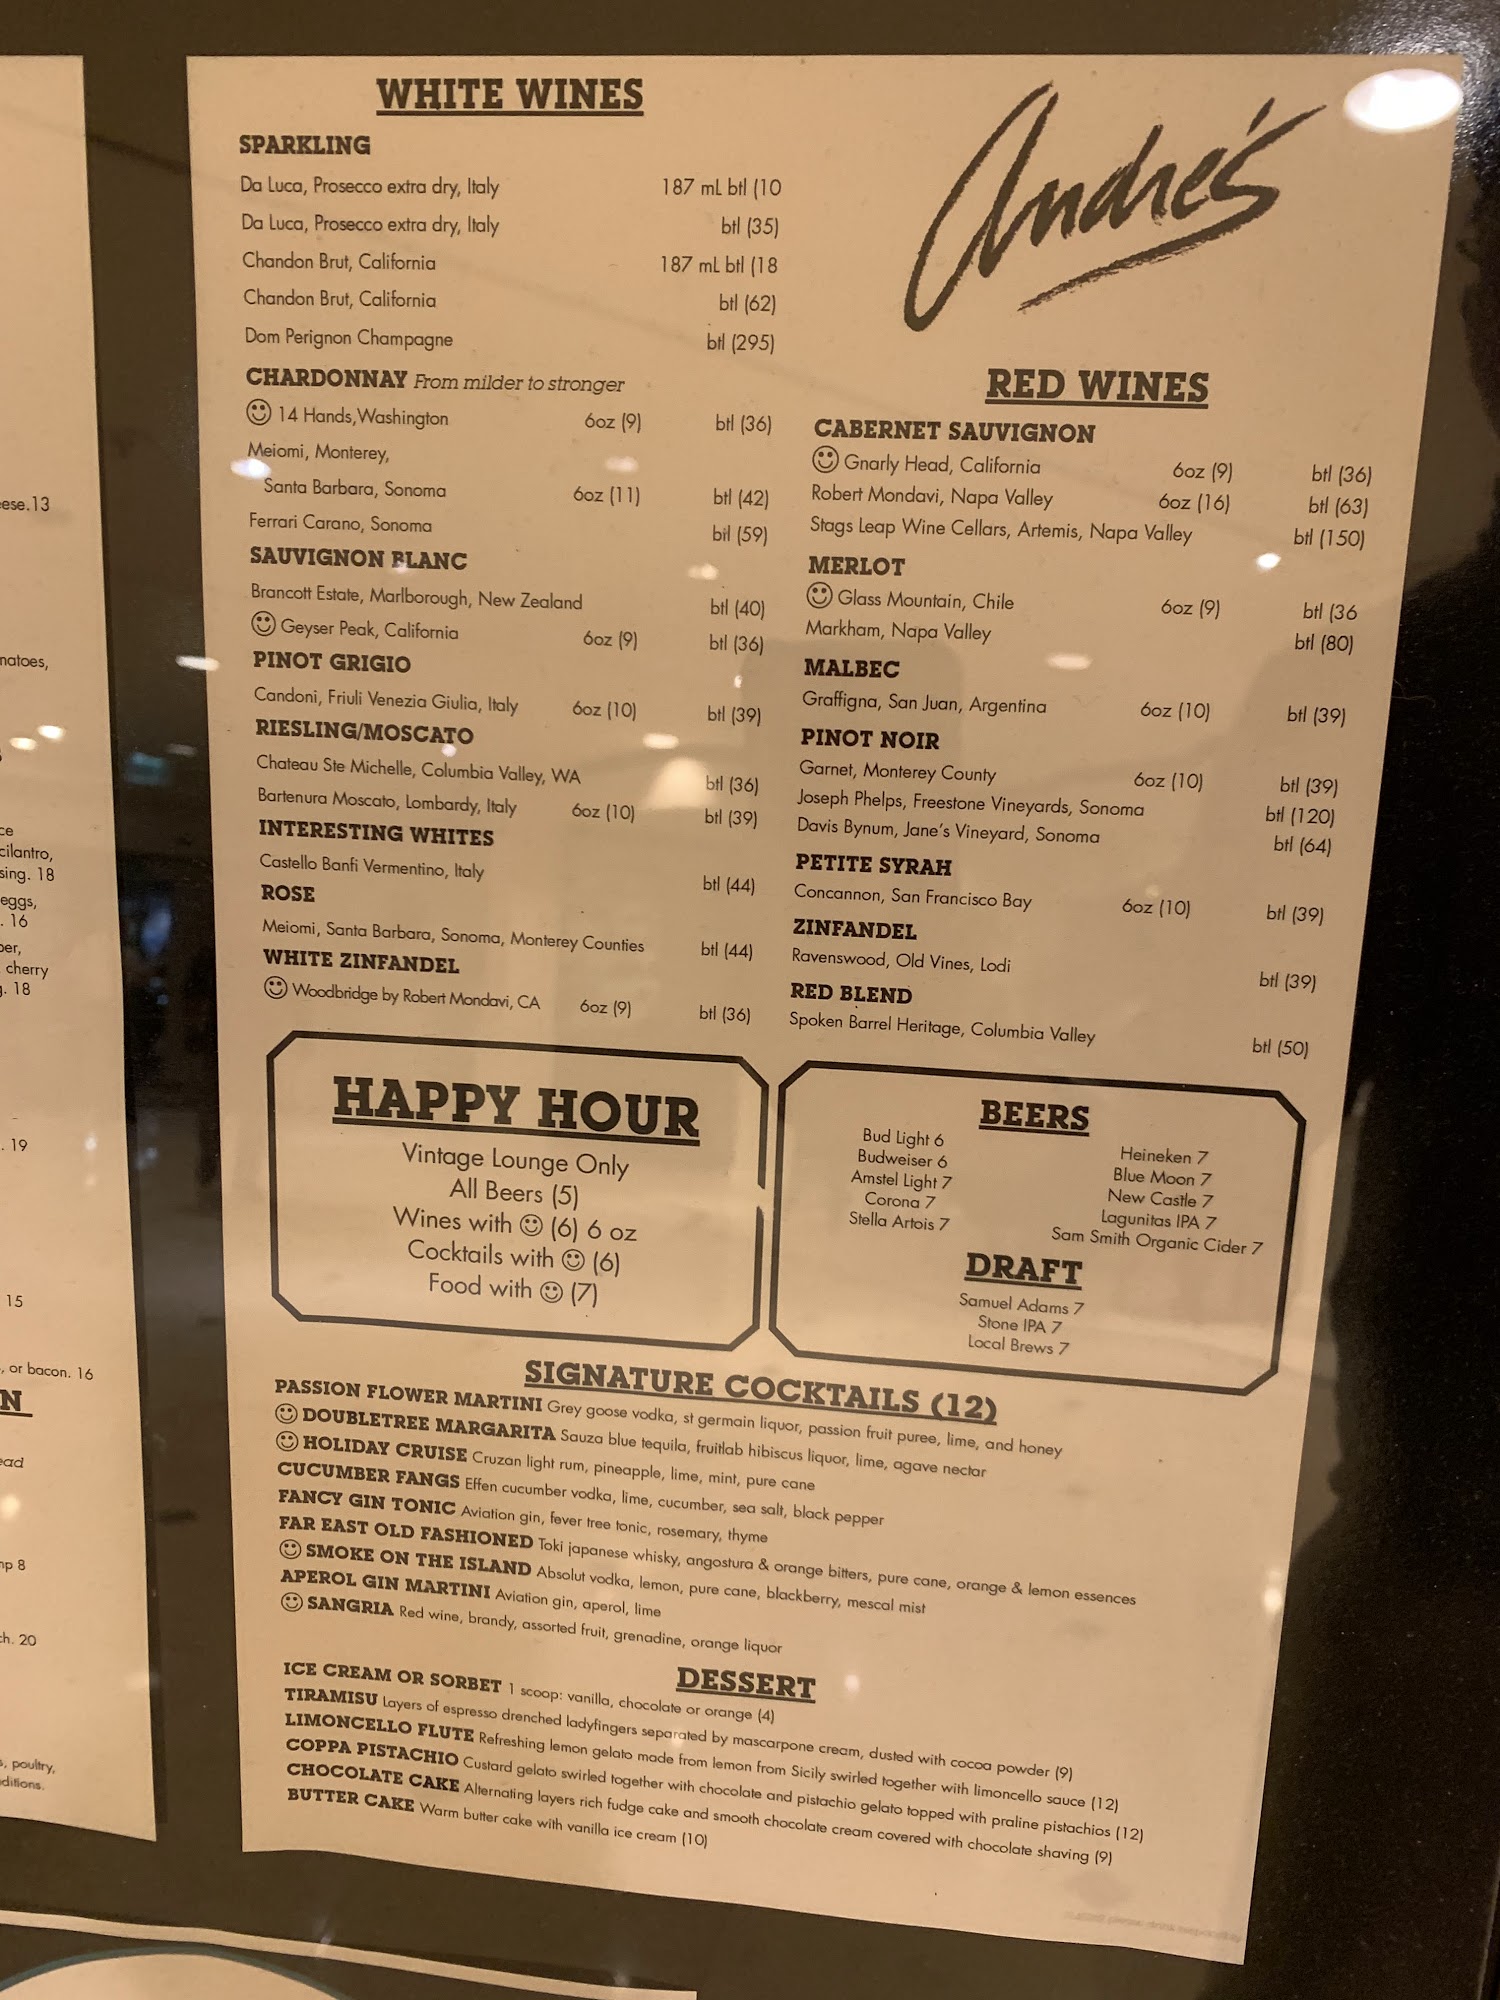 WHITE WINES
SPARKLING
Da Luca, Prosecco extra dry, Italy 187 mL btl (10
Da Luca, Prosecco extra dry, Italy btl (35)
Chandon Brut, California 187 mL btl (18
Chandon Brut, California btl (62)
Dom Perignon Champagne btl (295)
CHARDONNAY From milder to stronger
☺ 14 Hands,Washington 6oz (9) btl (36)
Meiomi, Monterey,
Santa Barbara, Sonoma 6oz (11) btl (42)
Ferrari Carano, Sonoma btl (59)
SAUVIGNON BLANC
Brancott Estate, Marlborough, New Zealand btl (40)
☺ Geyser Peak, California 6oz (9) btl (36)
PINOT GRIGIO
Candoni, Friuli Venezia Giulia, Italy 6oz (10) btl (39)
RIESLING/MOSCATO
Chateau Ste Michelle, Columbia Valley, WA btl (36)
Bartenura Moscato, Lombardy, Italy 6oz (10) btl (39)
INTERESTING WHITES
Castello Banfi Vermentino, Italy btl (44)
ROSE
Meiomi, Santa Barbara, Sonoma, Monterey Counties btl (44)
WHITE ZINFANDEL
☺ Woodbridge by Robert Mondavi, CA 6oz (9) btl (36)
Andre's
RED WINES
CABERNET SAUVIGNON
☺ Gnarly Head, California 6oz (9) btl (36)
Robert Mondavi, Napa Valley 6oz (16) btl (63)
Stags Leap Wine Cellars, Artemis, Napa Valley btl (150)
MERLOT
☺ Glass Mountain, Chile 6oz (9) btl (36
Markham, Napa Valley btl (80)
MALBEC
Graffigna, San Juan, Argentina 6oz (10) btl (39)
PINOT NOIR
Garnet, Monterey County 6oz (10) btl (39)
Joseph Phelps, Freestone Vineyards, Sonoma btl (120)
Davis Bynum, Jane's Vineyard, Sonoma btl (64)
PETITE SYRAH
Concannon, San Francisco Bay 6oz (10) btl (39)
ZINFANDEL
Ravenswood, Old Vines, Lodi btl (39)
RED BLEND
Spoken Barrel Heritage, Columbia Valley btl (50)
HAPPY HOUR
Vintage Lounge Only
All Beers (5)
Wines with ☺ (6) 6 oz
Cocktails with ☺ (6)
Food with ☺ (7)
BEERS
Bud Light 6
Budweiser 6
Amstel Light 7
Corona 7
Stella Artois 7
Heineken 7
Blue Moon 7
New Castle 7
Lagunitas IPA 7
Sam Smith Organic Cider 7
DRAFT
Samuel Adams 7
Stone IPA 7
Local Brews 7
SIGNATURE COCKTAILS (12)
PASSION FLOWER MARTINI Grey goose vodka, st germain liquor, passion fruit puree, lime, and honey
☺ DOUBLETREE MARGARITA Sauza blue tequila, fruitlab hibiscus liquor, lime, agave nectar
☺ HOLIDAY CRUISE Cruzan light rum, pineapple, lime, mint, pure cane
CUCUMBER FANGS Effen cucumber vodka, lime, cucumber, sea salt, black pepper
FANCY GIN TONIC Aviation gin, fever tree tonic, rosemary, thyme
FAR EAST OLD FASHIONED Toki japanese whisky, angostura & orange bitters, pure cane, orange & lemon essences
☺ SMOKE ON THE ISLAND Absolut vodka, lemon, pure cane, blackberry, mescal mist
APEROL GIN MARTINI Aviation gin, aperol, lime
☺ SANGRIA Red wine, brandy, assorted fruit, grenadine, orange liquor
DESSERT
ICE CREAM OR SORBET 1 scoop: vanilla, chocolate or orange (4)
TIRAMISU Layers of espresso drenched ladyfingers separated by mascarpone cream, dusted with cocoa powder (9)
LIMONCELLO FLUTE Refreshing lemon gelato made from lemon from Sicily swirled together with limoncello sauce (12)
COPPA PISTACHIO Custard gelato swirled together with chocolate and pistachio gelato topped with praline pistachios (12)
CHOCOLATE CAKE Alternating layers rich fudge cake and smooth chocolate cream covered with chocolate shaving (9)
BUTTER CAKE Warm butter cake with vanilla ice cream (10)
eese.13
natoes,
ce
cilantro,
sing. 18
eggs,
. 16
per,
cherry
g. 18
. 19
15
, or bacon. 16
N
ead
mp 8
ch. 20
s, poultry,
ditions.